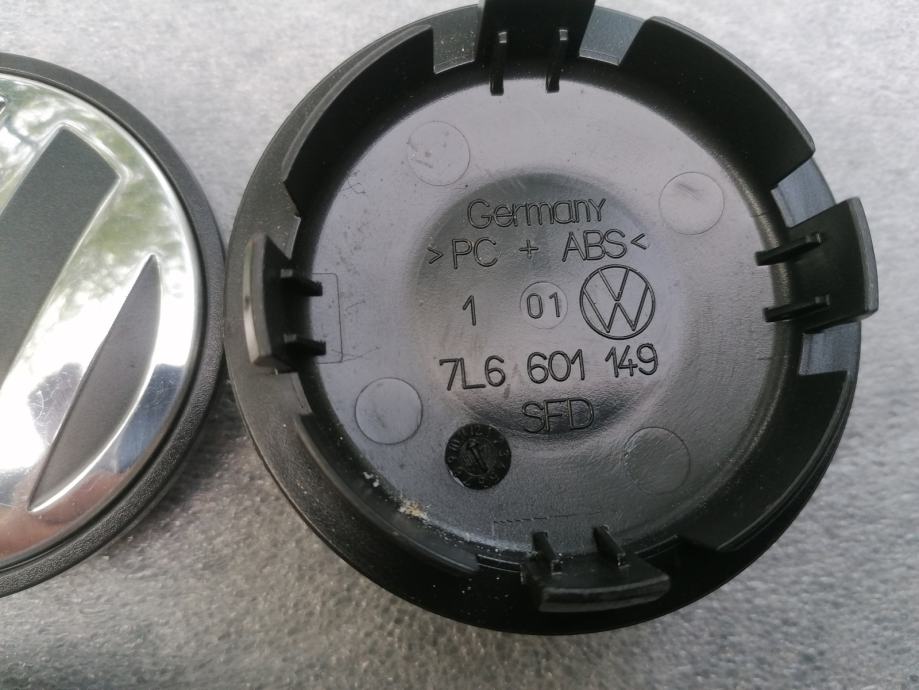 Germany
>PC + ABS<
1 01
7L6 601 149
SFD